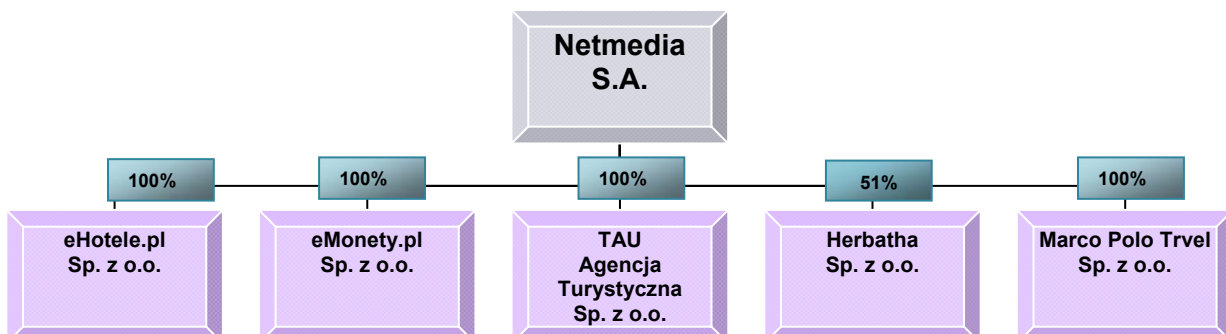 Netmedia
S.A.
100%
100%
100%
51%
100%
eHotele.pl
Sp. z o.o.
eMonety.pl
Sp. z o.o.
TAU
Agencja
Turystyczna
Sp. z o.o.
Herbatha
Sp. z o.o.
Marco Polo Trvel
Sp. z o.o.